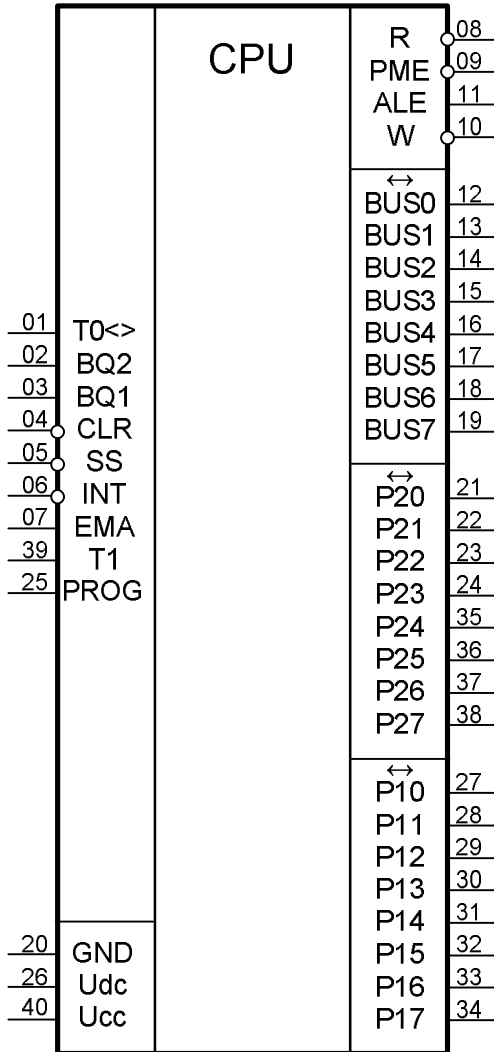 CPU
01 T0<>
02 BQ2
03 BQ1
04 CLR
05 SS
06 INT
07 EMA
39 T1
25 PROG
20 GND
26 Udc
40 Ucc
R 08
PME 09
ALE 11
W 10
↔
BUS0 12
BUS1 13
BUS2 14
BUS3 15
BUS4 16
BUS5 17
BUS6 18
BUS7 19
↔
P20 21
P21 22
P22 23
P23 24
P24 35
P25 36
P26 37
P27 38
↔
P10 27
P11 28
P12 29
P13 30
P14 31
P15 32
P16 33
P17 34